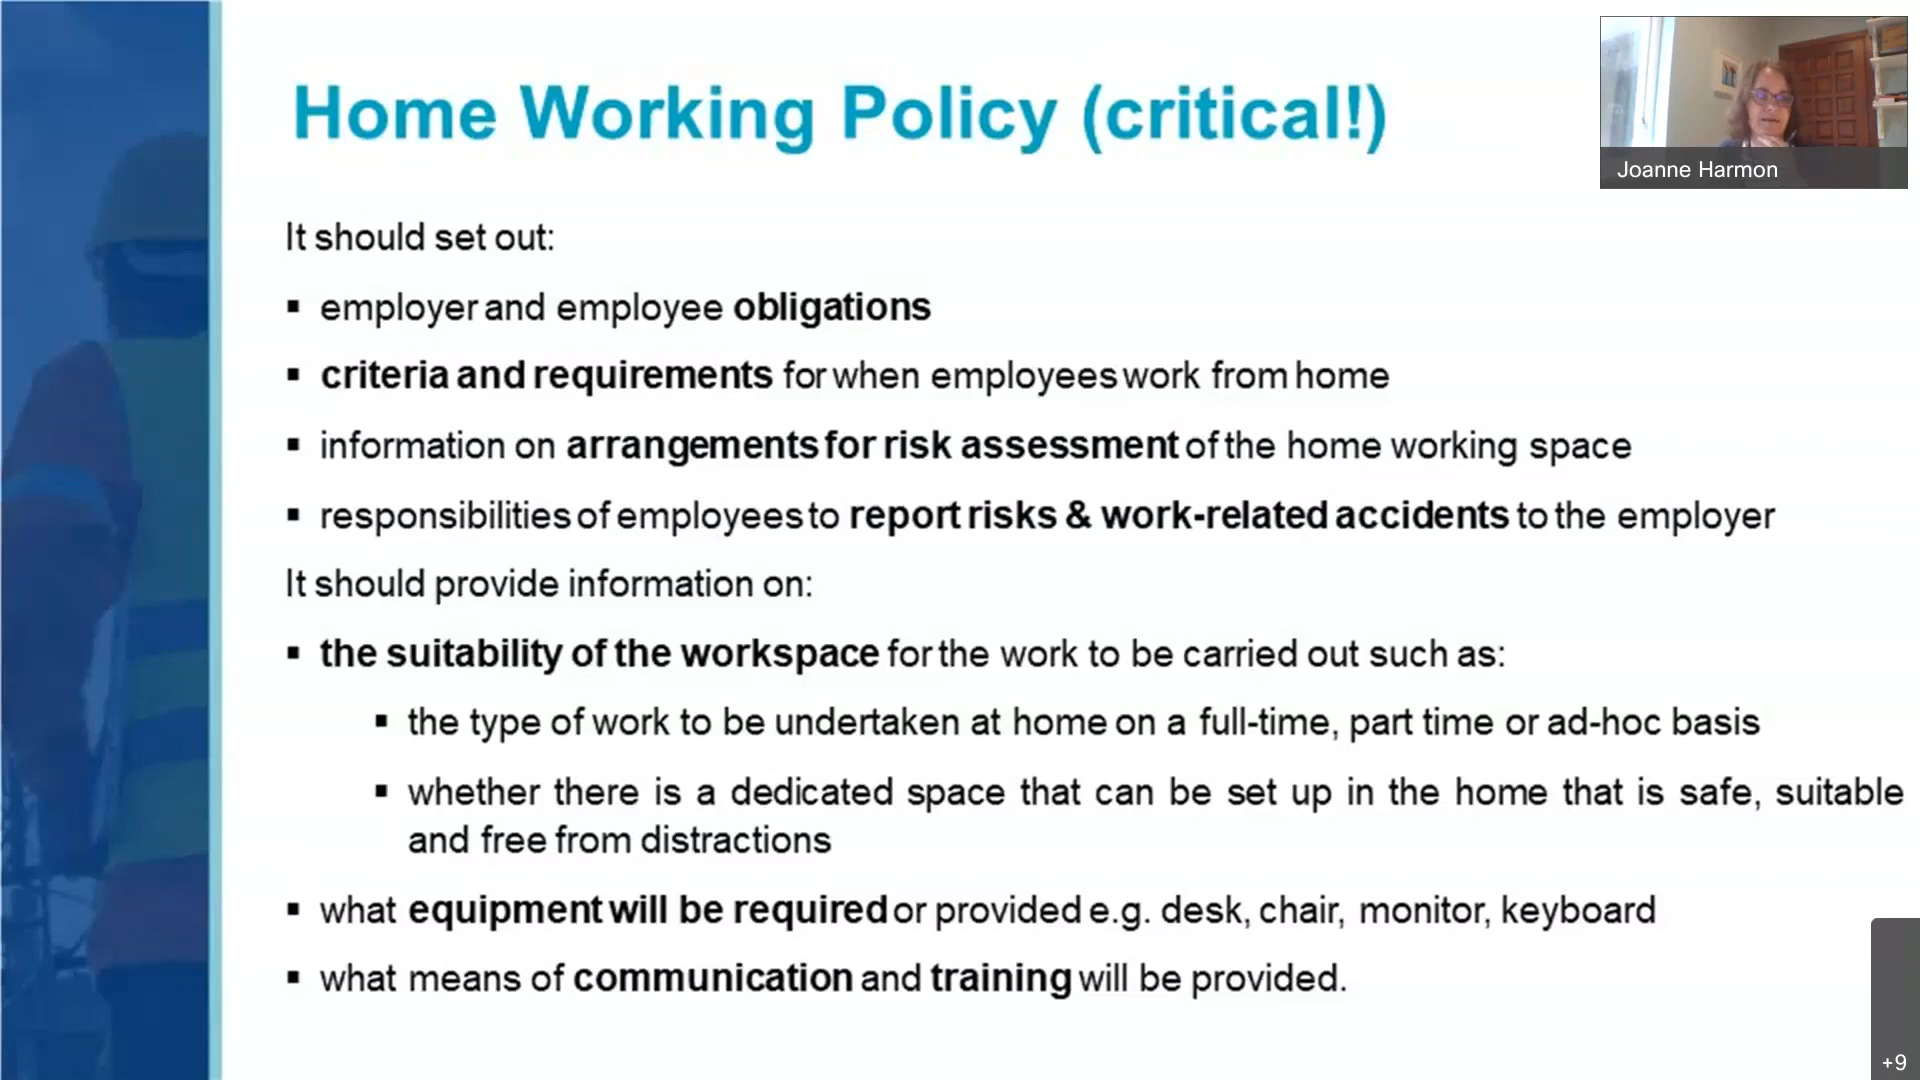 Home Working Policy (critical!)
Joanne Harmon
It should set out:
▪ employer and employee obligations
▪ criteria and requirements for when employees work from home
▪ information on arrangements for risk assessment of the home working space
▪ responsibilities of employees to report risks & work-related accidents to the employer
It should provide information on:
▪ the suitability of the workspace for the work to be carried out such as:
▪ the type of work to be undertaken at home on a full-time, part time or ad-hoc basis
▪ whether there is a dedicated space that can be set up in the home that is safe, suitable
and free from distractions
▪ what equipment will be required or provided e.g. desk, chair, monitor, keyboard
▪ what means of communication and training will be provided.
+9